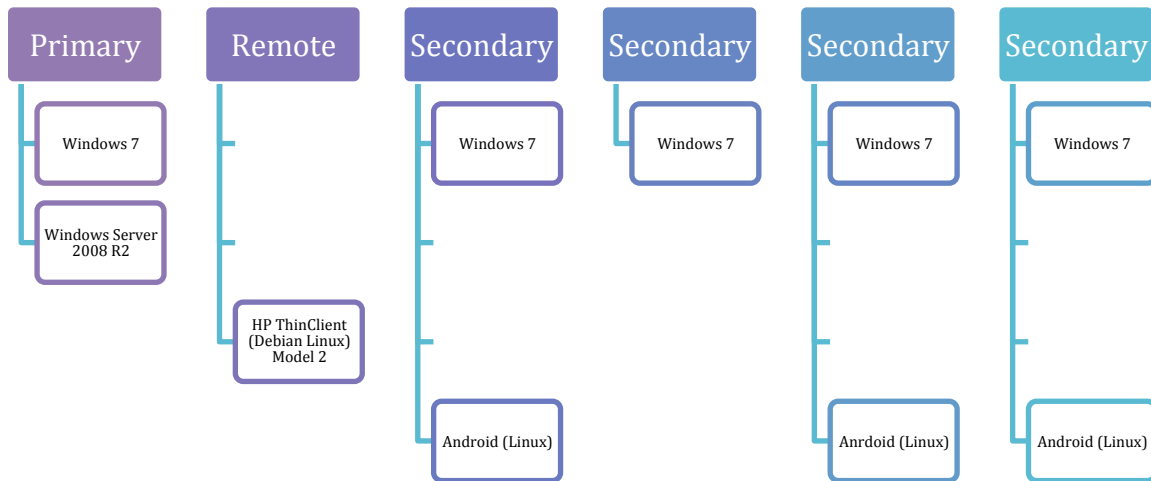 Primary
Remote
Secondary
Secondary
Secondary
Secondary
Windows 7
Windows 7
Windows 7
Windows 7
Windows 7
Windows Server
2008 R2
HP ThinClient
(Debian Linux)
Model 2
Android (Linux)
Anrdoid (Linux)
Android (Linux)